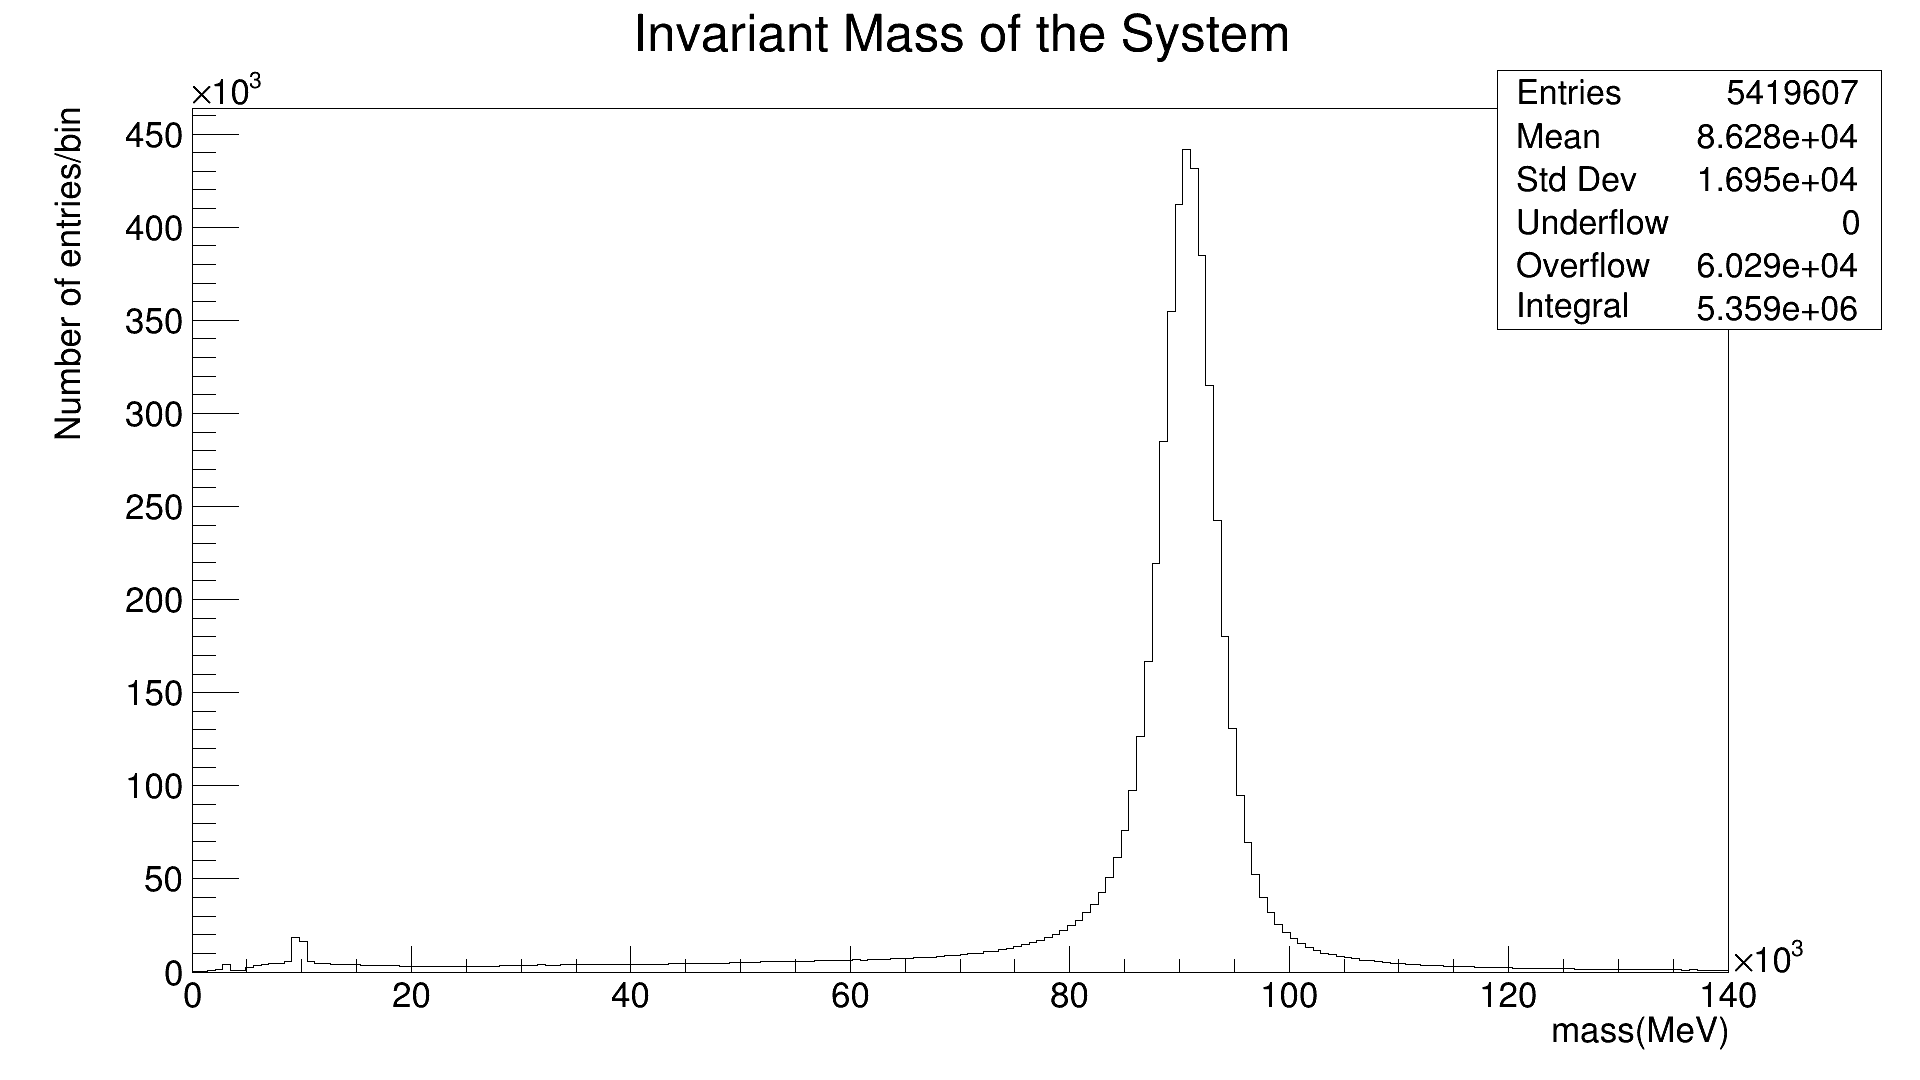 Invariant Mass of the System
×10³
Number of entries/bin
450
400
350
300
250
200
150
100
50
0
Entries 5419607
Mean 8.628e+04
Std Dev 1.695e+04
Underflow 0
Overflow 6.029e+04
Integral 5.359e+06
×10³
0 20 40 60 80 100 120 140
mass(MeV)